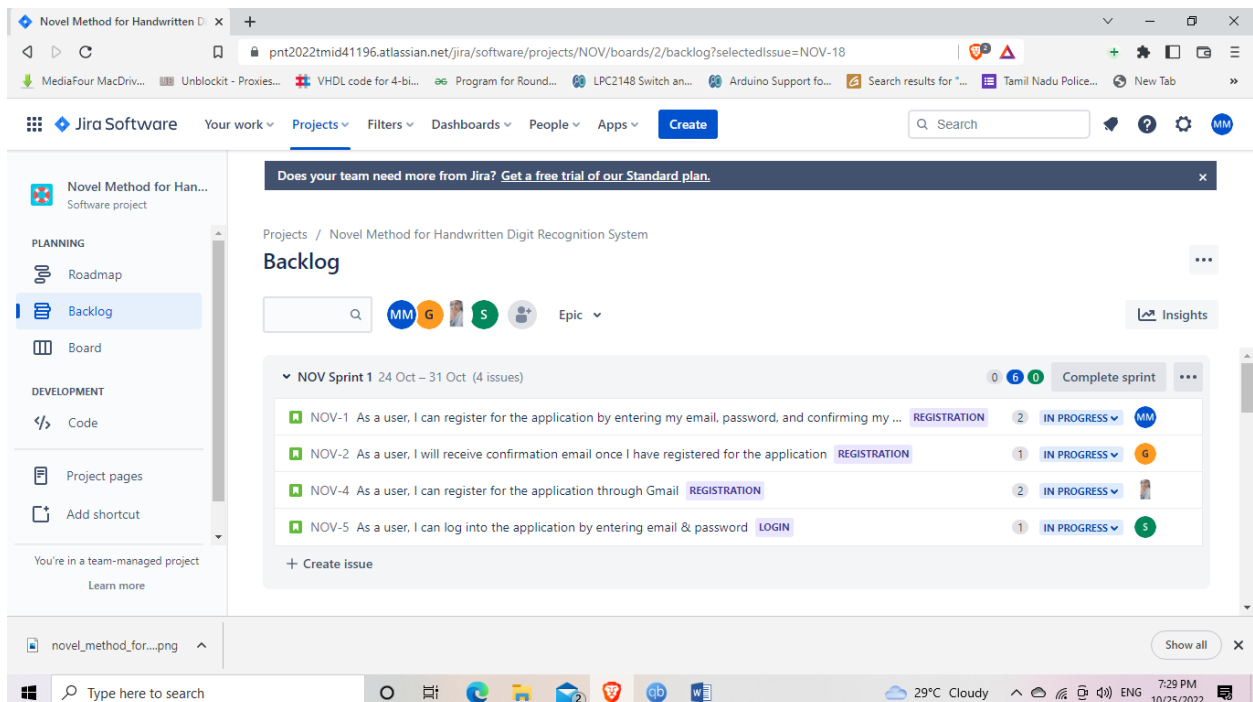 Novel Method for Handwritten D
pnt2022tmid41196.atlassian.net/jira/software/projects/NOV/boards/2/backlog?selectedIssue=NOV-18
MediaFour MacDriv... Unblockit - Proxies... VHDL code for 4-bi... Program for Round... LPC2148 Switch an... Arduino Support fo... Search results for "... Tamil Nadu Police... New Tab »
Jira Software Your work Projects Filters Dashboards People Apps Create Search MM
Novel Method for Han...
Software project
PLANNING
Roadmap
Backlog
Board
DEVELOPMENT
Code
Project pages
Add shortcut
You're in a team-managed project
Learn more
Does your team need more from Jira? Get a free trial of our Standard plan.
Projects / Novel Method for Handwritten Digit Recognition System
Backlog
MM G S Epic Insights
NOV Sprint 1 24 Oct – 31 Oct (4 issues) 0 6 0 Complete sprint
NOV-1 As a user, I can register for the application by entering my email, password, and confirming my ... REGISTRATION 2 IN PROGRESS MM
NOV-2 As a user, I will receive confirmation email once I have registered for the application REGISTRATION 1 IN PROGRESS G
NOV-4 As a user, I can register for the application through Gmail REGISTRATION 2 IN PROGRESS
NOV-5 As a user, I can log into the application by entering email & password LOGIN 1 IN PROGRESS S
+ Create issue
novel_method_for....png Show all
Type here to search qb 29°C Cloudy ENG 7:29 PM
10/25/2022